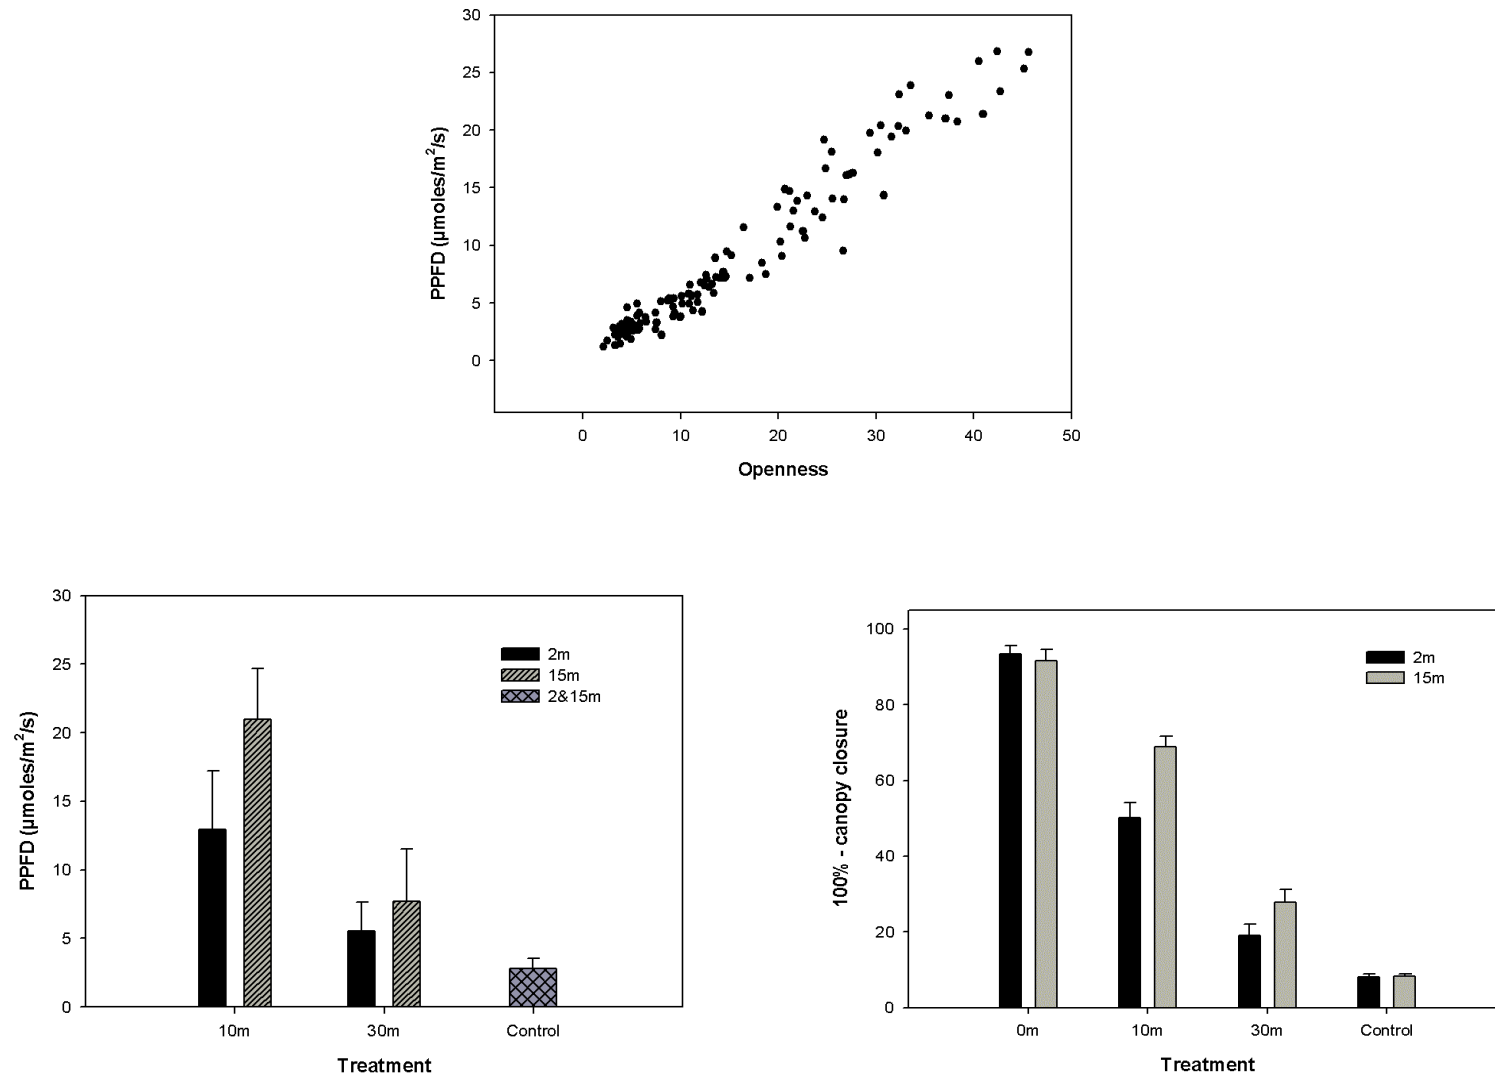 30
25
20
15
10
5
0
PPFD (µmoles/m²/s)
0 10 20 30 40 50
Openness
30
25
20
15
10
5
0
PPFD (µmoles/m²/s)
2m
15m
2&15m
10m 30m Control
Treatment
100
80
60
40
20
0
100% - canopy closure
2m
15m
0m 10m 30m Control
Treatment